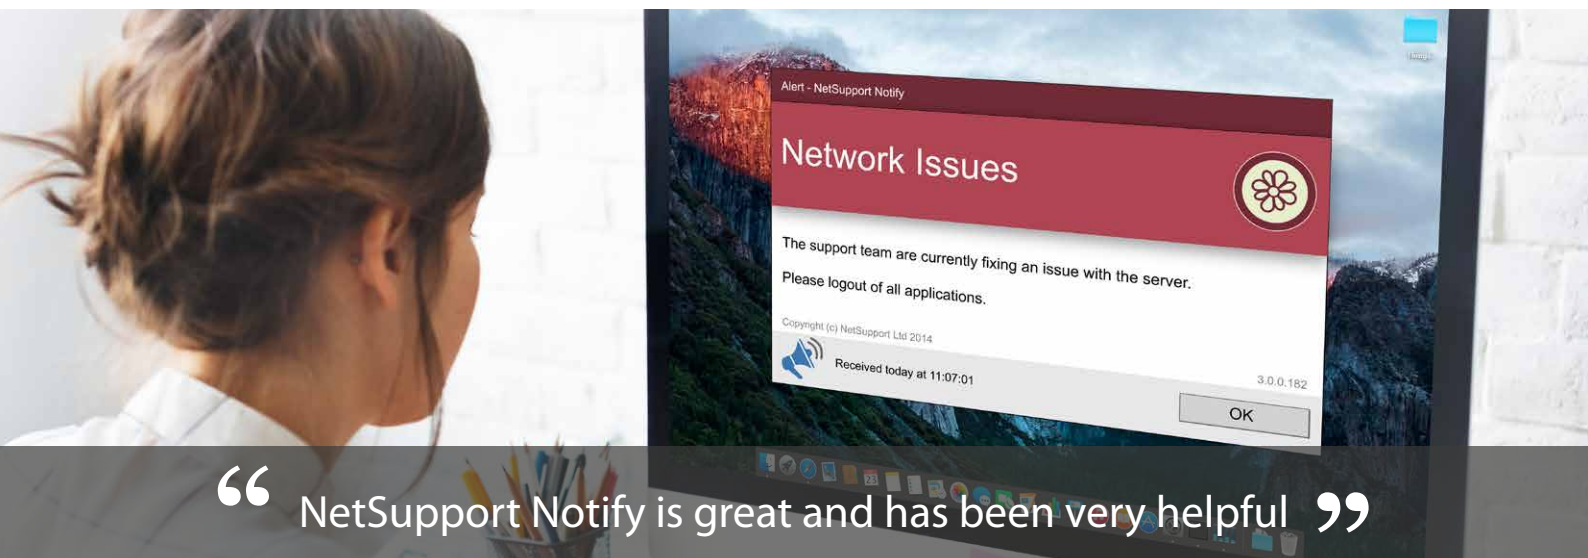 Alert - NetSupport Notify
Network Issues
The support team are currently fixing an issue with the server.
Please logout of all applications.
Copyright (c) NetSupport Ltd 2014
3.0.0.182
Received today at 11:07:01
OK
23
“ NetSupport Notify is great and has been very helpful ”